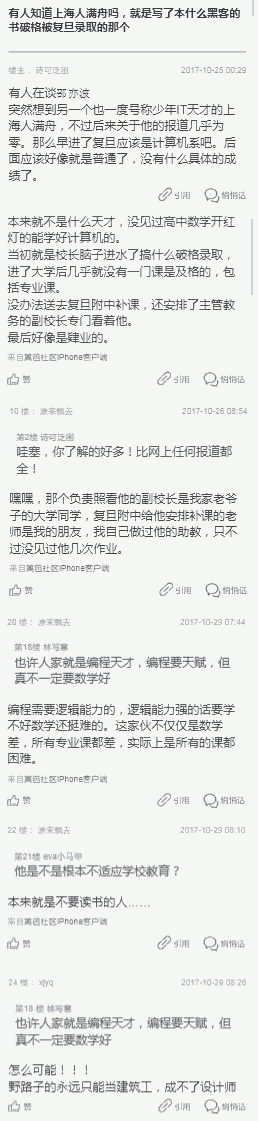 有人知道上海人满舟吗，就是写了本什么黑客的
书破格被复旦录取的那个
楼主： 诗可泛困 2017-10-25 00:29
有人在谈邵亦波
突然想到另一个也一度号称少年IT天才的上
海人满舟，不过后来关于他的报道几乎为
零。那么早进了复旦应该是计算机系吧。后
面应该好像就是普通了，没有什么具体的成
绩了。
引用 悄悄话
本来就不是什么天才，没见过高中数学开红
灯的能学好计算机的。
当初就是校长脑子进水了搞什么破格录取，
进了大学后几乎就没有一门课是及格的，包
括专业课。
没办法送去复旦附中补课，还安排了主管教
务的副校长专门看着他。
最后好像是肄业的。
来自篱笆社区iPhone客户端
赞 引用 悄悄话
10 楼： 涂采飘去 2017-10-26 08:54
第2楼 诗可泛困
哇塞，你了解的好多！比网上任何报道都
全！
嘿嘿，那个负责照看他的副校长是我家老爷
子的大学同学，复旦附中给他安排补课的老
师是我的朋友，我自己做过他的助教，只不
过没见过他几次作业。
来自篱笆社区iPhone客户端
赞 引用 悄悄话
20 楼： 涂采飘去 2017-10-29 07:44
第18楼 林写意
也许人家就是编程天才，编程要天赋，但
真不一定要数学好
编程需要逻辑能力的，逻辑能力强的话要学
不好数学还挺难的。这家伙不仅仅是数学
差，所有专业课都差，实际上是所有的课都
困难。
来自篱笆社区iPhone客户端
赞 引用 悄悄话
22 楼： 涂采飘去 2017-10-29 08:10
第21楼 eva小马甲
他是不是根本不适应学校教育？
本来就是不要读书的人……
来自篱笆社区iPhone客户端
赞 引用 悄悄话
24 楼： xjyq 2017-10-29 08:26
第18 楼 林写意
也许人家就是编程天才，编程要天赋，但
真不一定要数学好
怎么可能！！！
野路子的永远只能当建筑工，成不了设计师
赞 引用 悄悄话